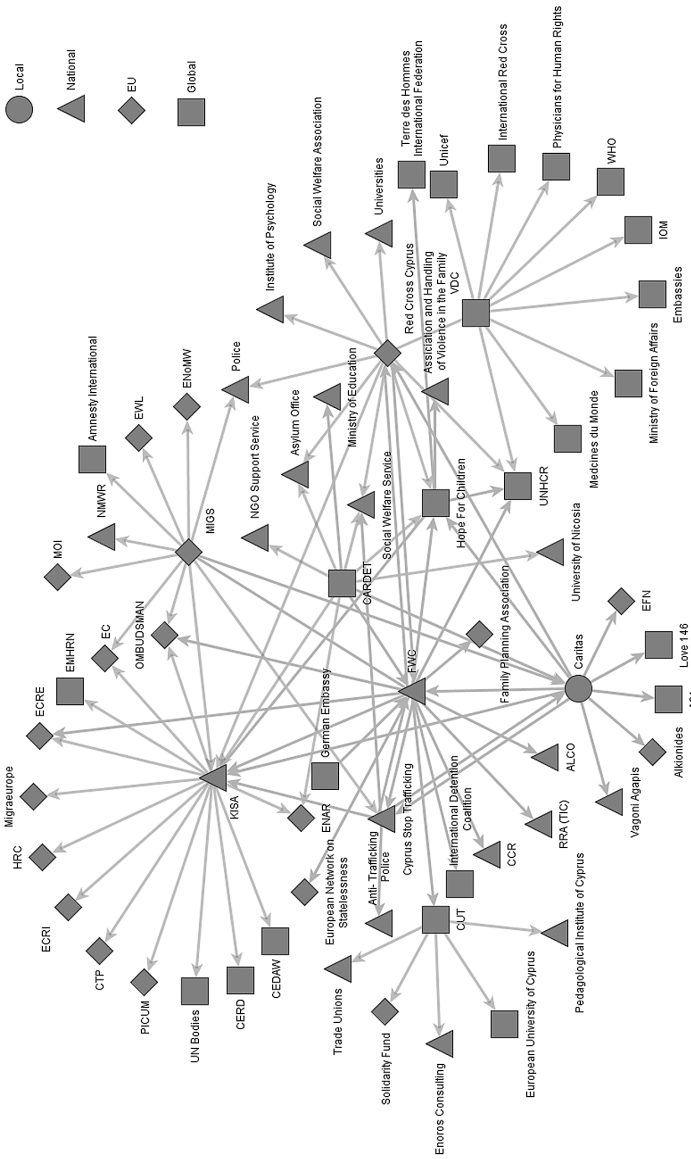 Local
National
EU
Global
Social Welfare Association
Institute of Psychology
Universities
Terre des Hommes
International Federation
Unicef
International Red Cross
Physicians for Human Rights
WHO
IOM
Embassies
Ministry of Foreign Affairs
Medcines du Monde
VDC
Red Cross Cyprus
Assiciation and Handling
of Violence in the Family
Ministry of Education
Asylum Office
Police
ENoMW
EWL
Amnesty International
NMWR
MOI
MIGS
NGO Support Service
Social Welfare Service
Hope For Children
UNHCR
University of Nicosia
CARDET
OMBUDSMAN
EC
EMHRN
ECRE
Migraeurope
HRC
ECRI
CTP
PICUM
UN Bodies
CERD
CEDAW
KISA
German Embassy
ENAR
European Network on
Statelessness
FWC
Family Planning Association
Caritas
EFN
Love 146
Alkionides
Vagoni Agapis
ALCO
RRA (TIC)
CCR
International Detention
Coalition
Cyprus Stop Trafficking
Anti- Trafficking
Police
CUT
Trade Unions
Solidarity Fund
Enoros Consulting
European University of Cyprus
Pedagological Institute of Cyprus